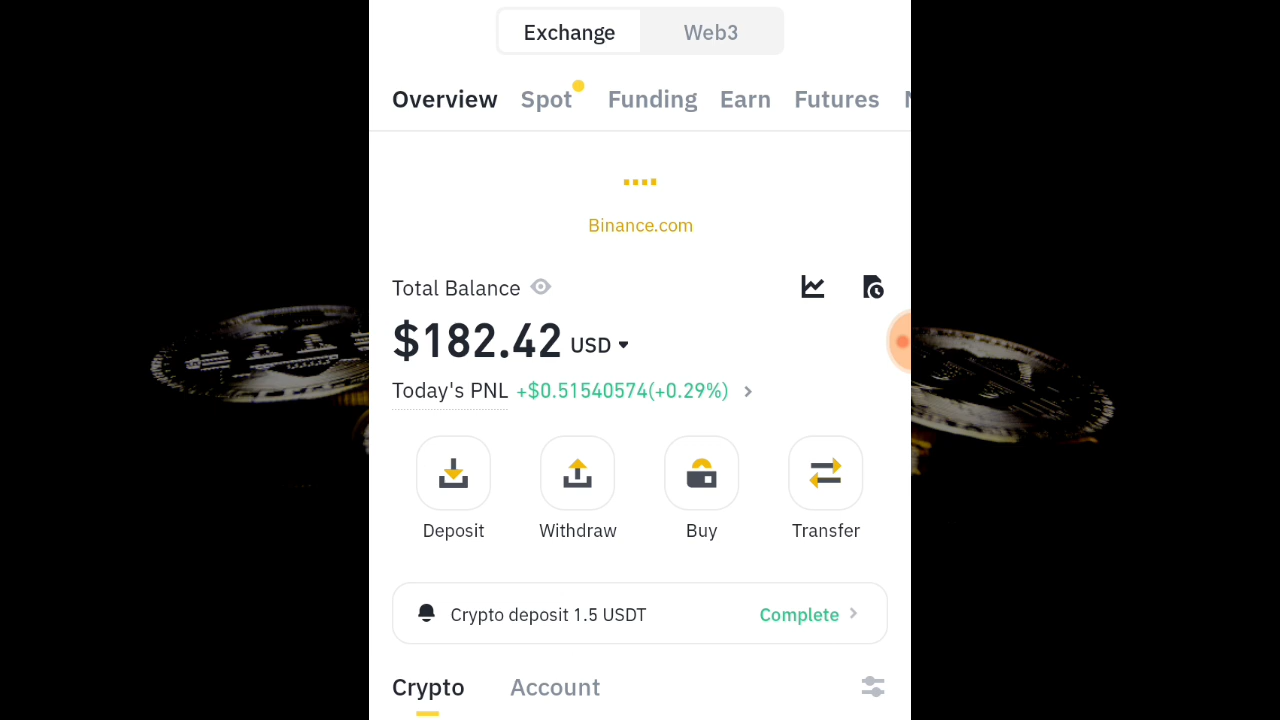 Exchange Web3
Overview Spot Funding Earn Futures
Binance.com
Total Balance
$182.42 USD
Today's PNL +$0.51540574(+0.29%)
Deposit Withdraw Buy Transfer
Crypto deposit 1.5 USDT Complete
Crypto Account